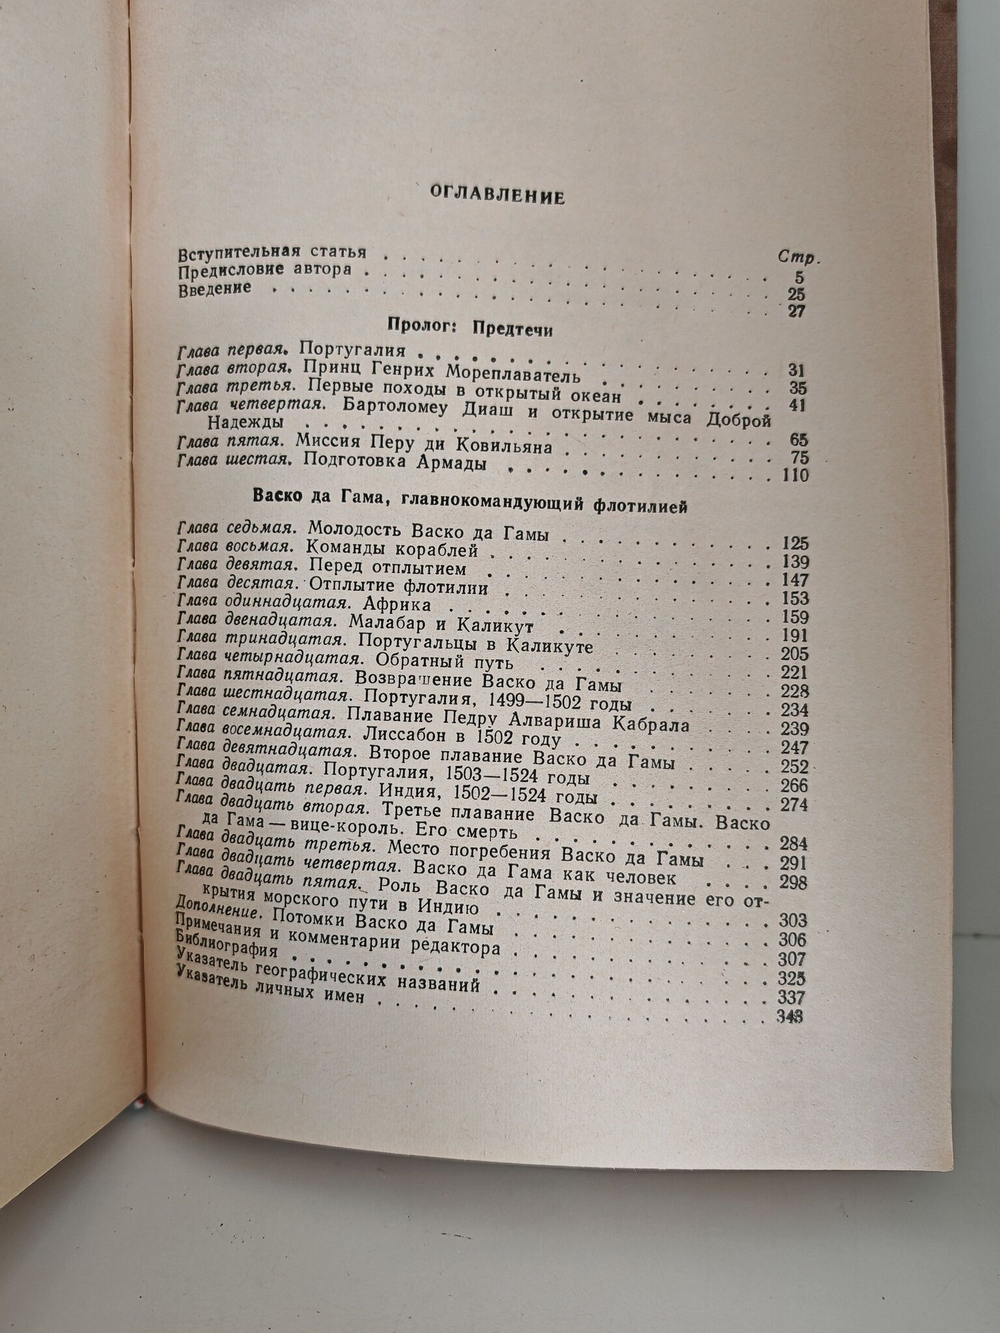 ОГЛАВЛЕНИЕ
Стр.
Вступительная статья . . . . . . . . . . . . . . . . . . . 5
Предисловие автора . . . . . . . . . . . . . . . . . . . 25
Введение . . . . . . . . . . . . . . . . . . . 27
Пролог: Предтечи
Глава первая. Португалия . . . . . . . . . . . . . . . 31
Глава вторая. Принц Генрих Мореплаватель . . . . . . . . 35
Глава третья. Первые походы в открытый океан . . . . . . . 41
Глава четвертая. Бартоломеу Диаш и открытие мыса Доброй
Надежды . . . . . . . . . . . . . . . . . . . 65
Глава пятая. Миссия Перу ди Ковильяна . . . . . . . . . 75
Глава шестая. Подготовка Армады . . . . . . . . . . . . 110
Васко да Гама, главнокомандующий флотилией
Глава седьмая. Молодость Васко да Гамы . . . . . . . . . 125
Глава восьмая. Команды кораблей . . . . . . . . . . . . 139
Глава девятая. Перед отплытием . . . . . . . . . . . . 147
Глава десятая. Отплытие флотилии . . . . . . . . . . . . 153
Глава одиннадцатая. Африка . . . . . . . . . . . . . . 159
Глава двенадцатая. Малабар и Каликут . . . . . . . . . . 191
Глава тринадцатая. Португальцы в Каликуте . . . . . . . . 205
Глава четырнадцатая. Обратный путь . . . . . . . . . . 221
Глава пятнадцатая. Возвращение Васко да Гамы . . . . . . 228
Глава шестнадцатая. Португалия, 1499—1502 годы . . . . . 234
Глава семнадцатая. Плавание Педру Алвариша Кабрала . . . . 239
Глава восемнадцатая. Лиссабон в 1502 году . . . . . . . . 247
Глава девятнадцатая. Второе плавание Васко да Гамы . . . . 252
Глава двадцатая. Португалия, 1503—1524 годы . . . . . . . 266
Глава двадцать первая. Индия, 1502—1524 годы . . . . . . . 274
Глава двадцать вторая. Третье плавание Васко да Гамы. Васко
да Гама — вице-король. Его смерть . . . . . . . . . . 284
Глава двадцать третья. Место погребения Васко да Гамы . . . 291
Глава двадцать четвертая. Васко да Гама как человек . . . . 298
Глава двадцать пятая. Роль Васко да Гамы и значение его от-
крытия морского пути в Индию . . . . . . . . . . . . 303
Дополнение. Потомки Васко да Гамы . . . . . . . . . . . 306
Примечания и комментарии редактора . . . . . . . . . . . 307
Библиография . . . . . . . . . . . . . . . . . . . 325
Указатель географических названий . . . . . . . . . . . . 337
Указатель личных имен . . . . . . . . . . . . . . . . 343